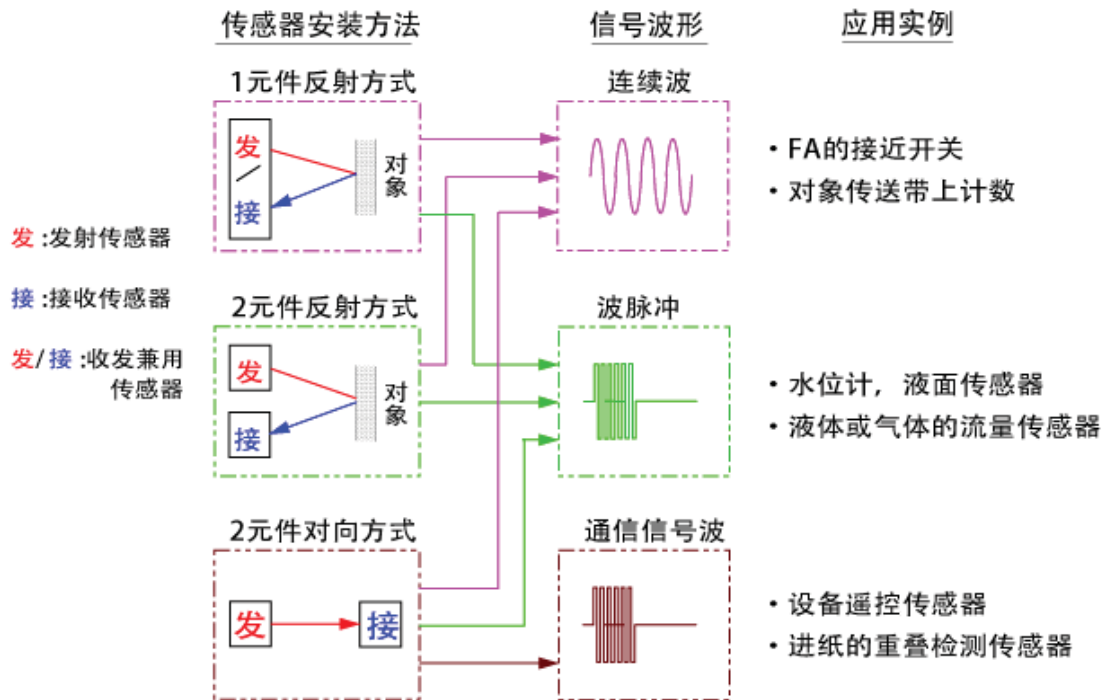 传感器安装方法
信号波形
应用实例
1元件反射方式
连续波
发
/
接
对
象
• FA的接近开关
• 对象传送带上计数
发 :发射传感器
接 :接收传感器
发/接 :收发兼用
传感器
2元件反射方式
波脉冲
发
接
对
象
• 水位计，液面传感器
• 液体或气体的流量传感器
2元件对向方式
通信信号波
发
接
• 设备遥控传感器
• 进纸的重叠检测传感器